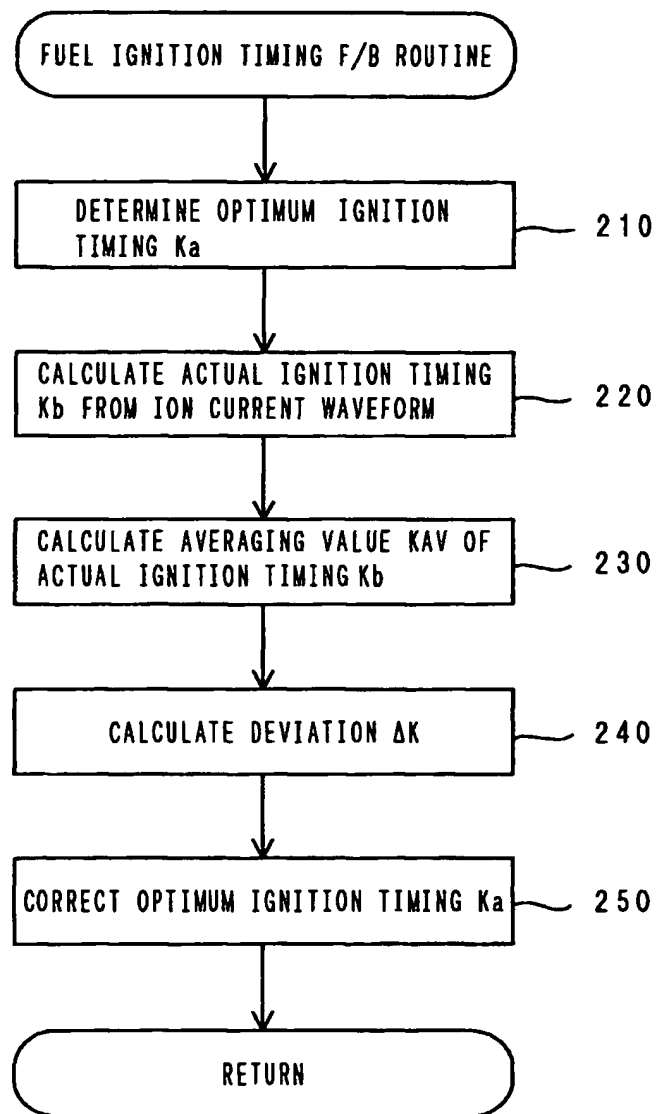 FUEL IGNITION TIMING F/B ROUTINE
DETERMINE OPTIMUM IGNITION
TIMING Ka
210
CALCULATE ACTUAL IGNITION TIMING
Kb FROM ION CURRENT WAVEFORM
220
CALCULATE AVERAGING VALUE KAV OF
ACTUAL IGNITION TIMING Kb
230
CALCULATE DEVIATION ΔK
240
CORRECT OPTIMUM IGNITION TIMING Ka
250
RETURN